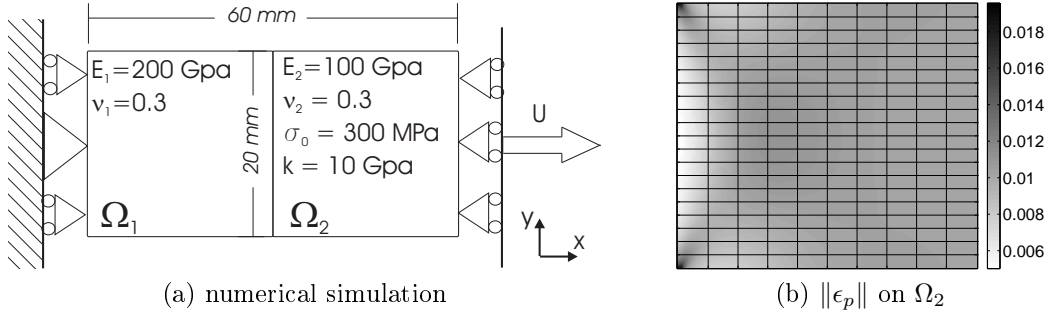 60 mm
E₁=200 Gpa
ν₁=0.3
20 mm
E₂=100 Gpa
ν₂ = 0.3
σ₀ = 300 MPa
k = 10 Gpa
Ω₁
Ω₂
U
y
x
0.018
0.016
0.014
0.012
0.01
0.008
0.006
(a) numerical simulation
(b) ‖ϵₚ‖ on Ω₂